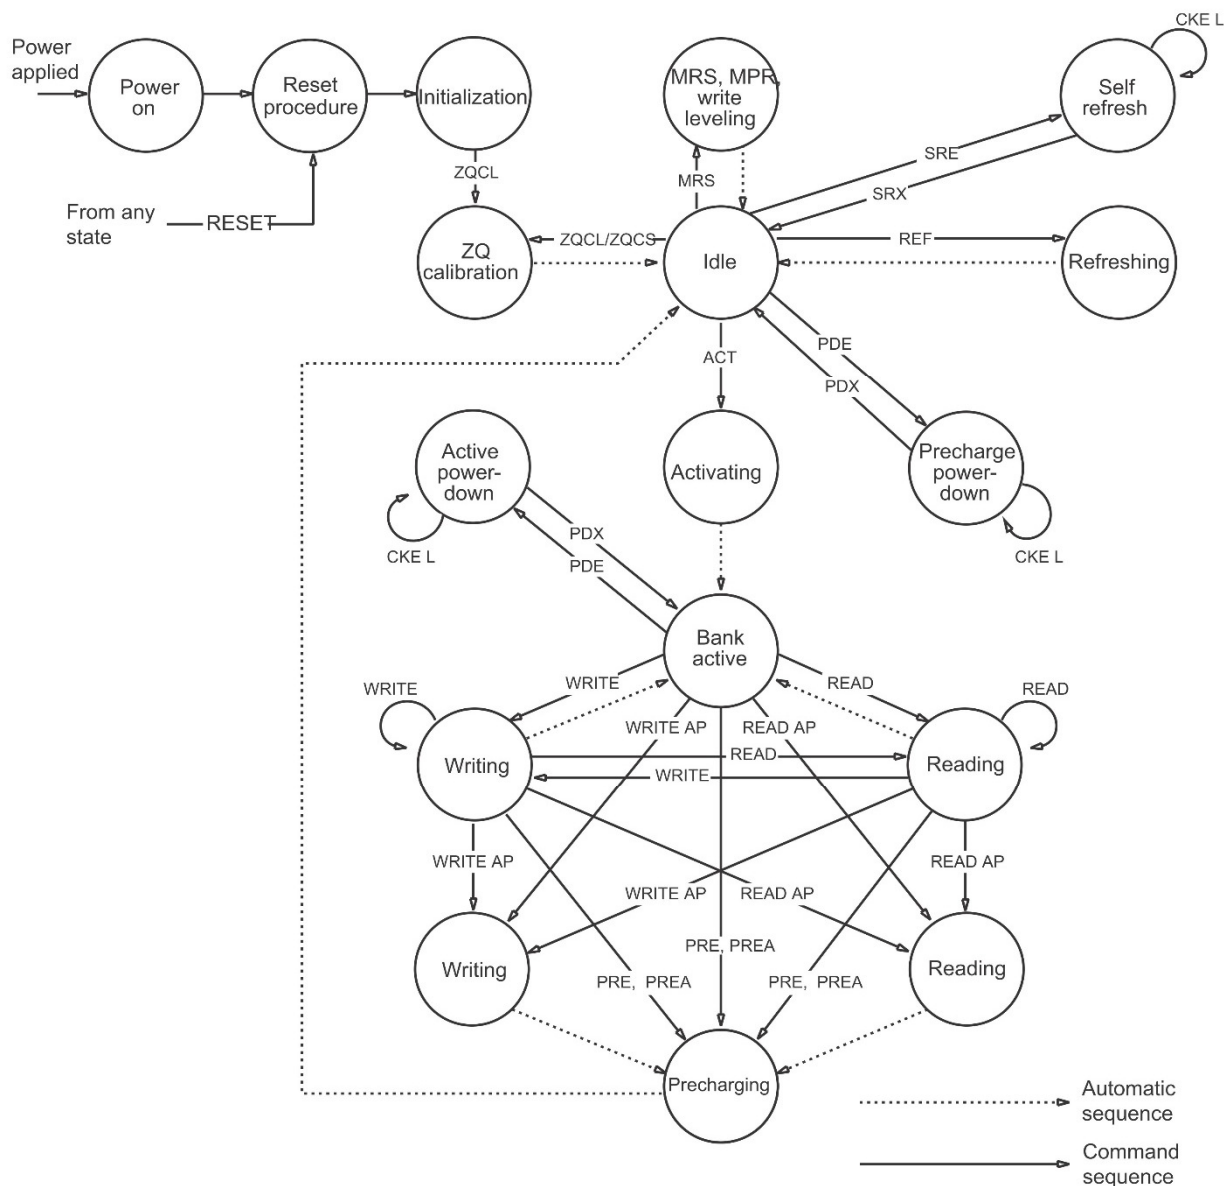 Power
applied
Power
on
Reset
procedure
Initialization
MRS, MPR,
write
leveling
Self
refresh
CKE L
ZQCL
MRS
SRE
SRX
From any
state
RESET
ZQ
calibration
ZQCL/ZQCS
Idle
REF
Refreshing
ACT
PDE
PDX
Active
power-
down
Activating
Precharge
power-
down
CKE L
PDX
PDE
CKE L
Bank
active
WRITE
WRITE
READ
READ
WRITE AP
READ AP
Writing
READ
WRITE
Reading
WRITE AP
READ AP
WRITE AP
READ AP
Writing
PRE, PREA
Reading
PRE, PREA
PRE, PREA
Precharging
Automatic
sequence
Command
sequence